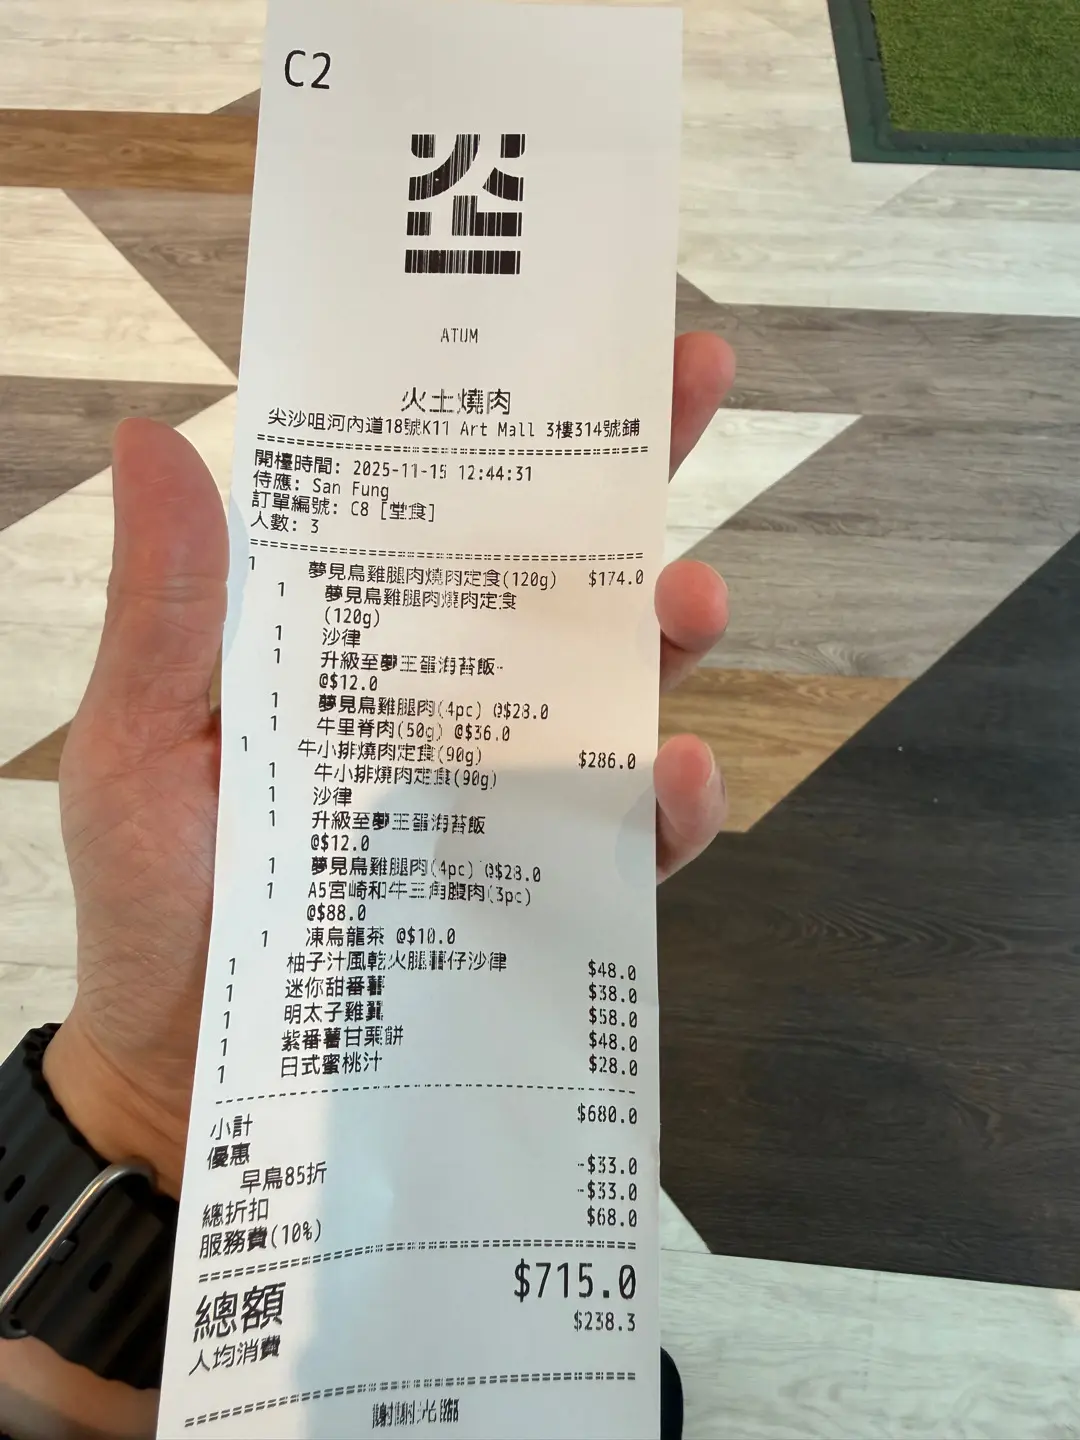 C2
ATUM
火土燒肉
尖沙咀河內道18號K11 Art Mall 3樓314號鋪
開檯時間: 2025-11-15 12:44:31
侍應: San Fung
訂單編號: C8 [堂食]
人數: 3
1 夢見鳥雞腿肉燒肉定食(120g) $174.0
1 夢見鳥雞腿肉燒肉定食
(120g)
1 沙律
1 升級至夢王蛋海苔飯
@$12.0
1 夢見鳥雞腿肉(4pc) @$28.0
1 牛里脊肉(50g) @$36.0
1 牛小排燒肉定食(90g) $286.0
1 牛小排燒肉定食(90g)
1 沙律
1 升級至夢王蛋海苔飯
@$12.0
1 夢見鳥雞腿肉(4pc) @$28.0
1 A5宮崎和牛三角腹肉(3pc)
@$88.0
1 凍烏龍茶 @$10.0
1 柚子汁風乾火腿薯仔沙律 $48.0
1 迷你甜番薯 $38.0
1 明太子雞翼 $58.0
1 紫番薯甘栗餅 $48.0
1 日式蜜桃汁 $28.0
小計 $680.0
優惠
早鳥85折 -$33.0
總折扣 -$33.0
服務費(10%) $68.0
總額 $715.0
人均消費 $238.3